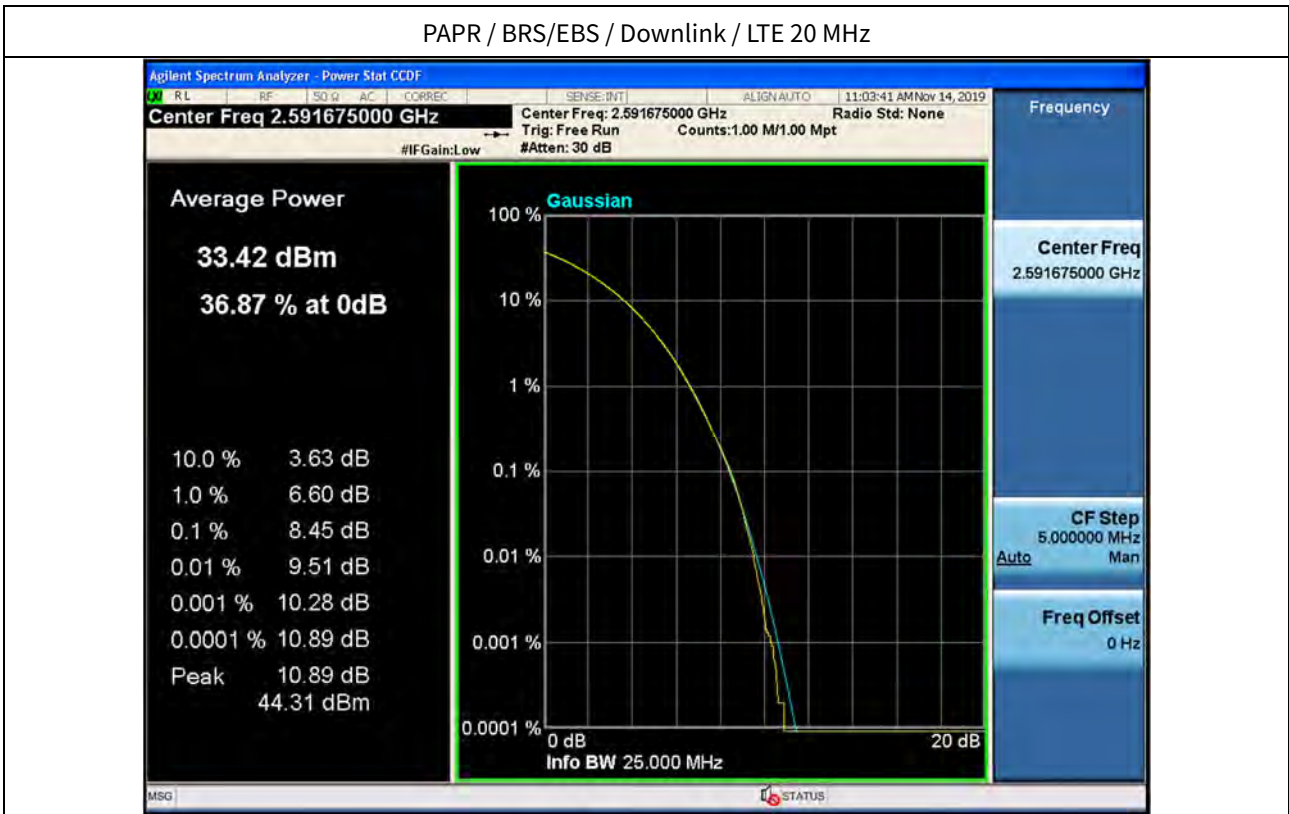 PAPR / BRS/EBS / Downlink / LTE 20 MHz
Agilent Spectrum Analyzer - Power Stat CCDF
RL RF 50 Ω AC CORREC SENSE:INT ALIGN AUTO 11:03:41 AM Nov 14, 2019
Center Freq 2.591675000 GHz
Center Freq: 2.591675000 GHz Radio Std: None
Trig: Free Run Counts:1.00 M/1.00 Mpt
#IFGain:Low #Atten: 30 dB
Frequency
Average Power
33.42 dBm
36.87 % at 0dB
10.0 % 3.63 dB
1.0 % 6.60 dB
0.1 % 8.45 dB
0.01 % 9.51 dB
0.001 % 10.28 dB
0.0001 % 10.89 dB
Peak 10.89 dB
44.31 dBm
Gaussian
100 %
10 %
1 %
0.1 %
0.01 %
0.001 %
0.0001 %
0 dB 20 dB
Info BW 25.000 MHz
Center Freq
2.591675000 GHz
CF Step
5.000000 MHz
Auto Man
Freq Offset
0 Hz
MSG STATUS